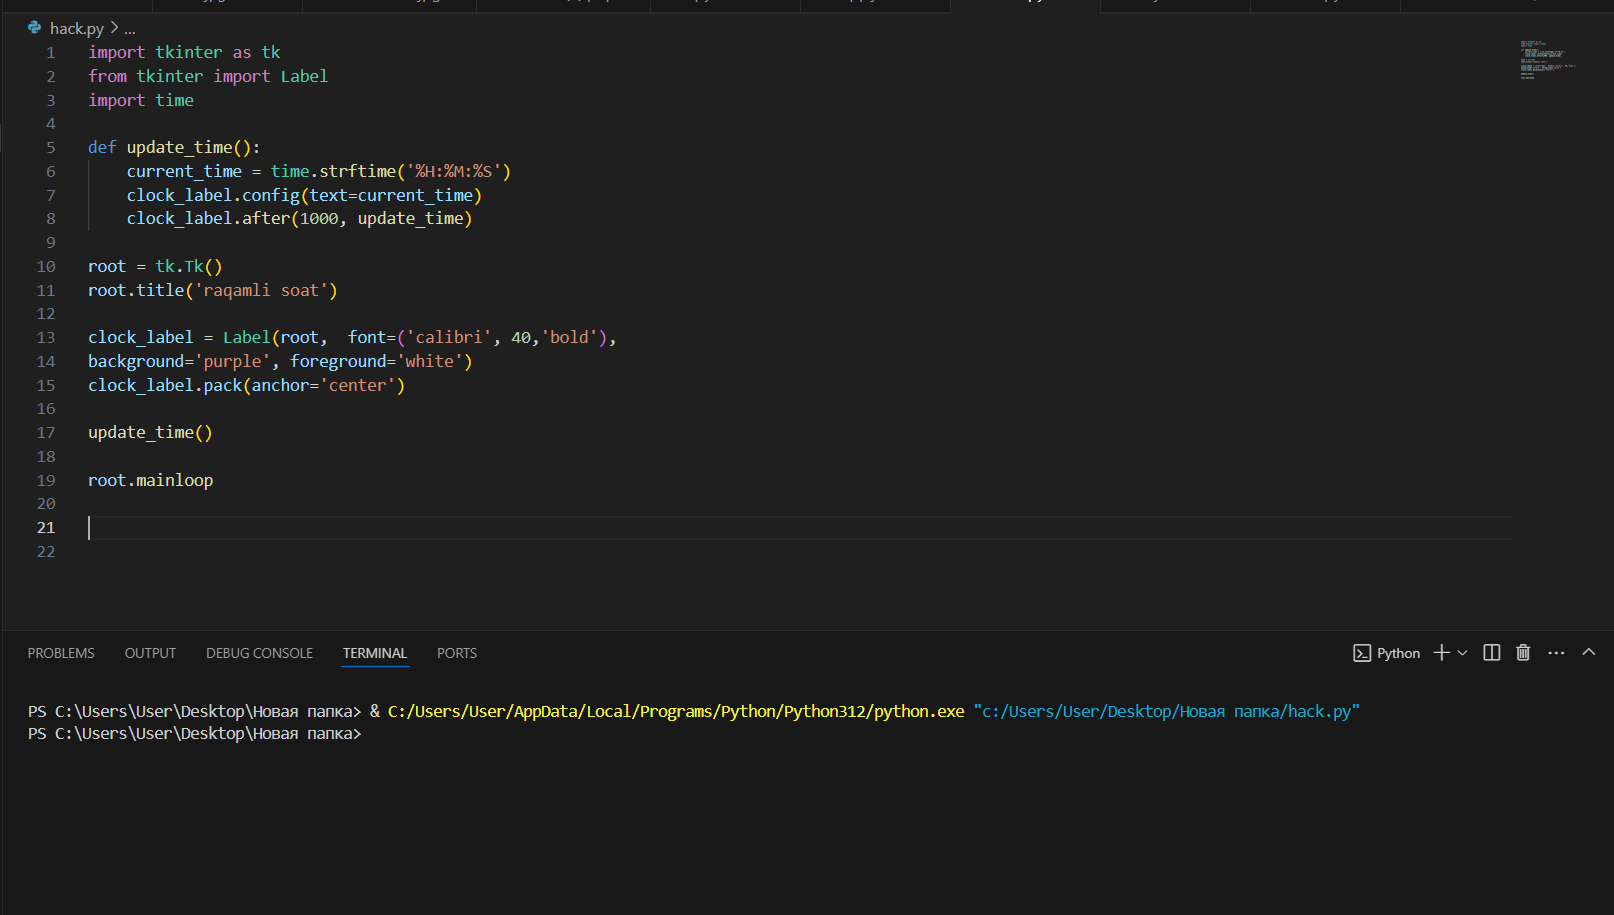 hack.py > ...
1 import tkinter as tk
2 from tkinter import Label
3 import time
4
5 def update_time():
6     current_time = time.strftime('%H:%M:%S')
7     clock_label.config(text=current_time)
8     clock_label.after(1000, update_time)
9
10 root = tk.Tk()
11 root.title('raqamli soat')
12
13 clock_label = Label(root,  font=('calibri', 40,'bold'),
14 background='purple', foreground='white')
15 clock_label.pack(anchor='center')
16
17 update_time()
18
19 root.mainloop
20
21
22
PROBLEMS OUTPUT DEBUG CONSOLE TERMINAL PORTS Python
PS C:\Users\User\Desktop\Новая папка> & C:/Users/User/AppData/Local/Programs/Python/Python312/python.exe "c:/Users/User/Desktop/Новая папка/hack.py"
PS C:\Users\User\Desktop\Новая папка>